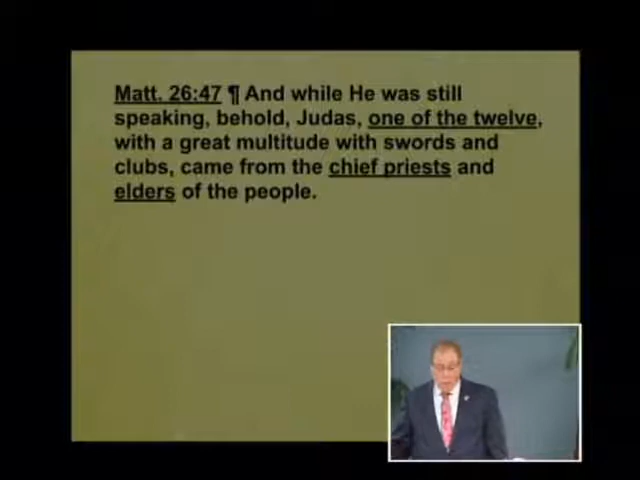 Matt. 26:47 ¶ And while He was still
speaking, behold, Judas, one of the twelve,
with a great multitude with swords and
clubs, came from the chief priests and
elders of the people.